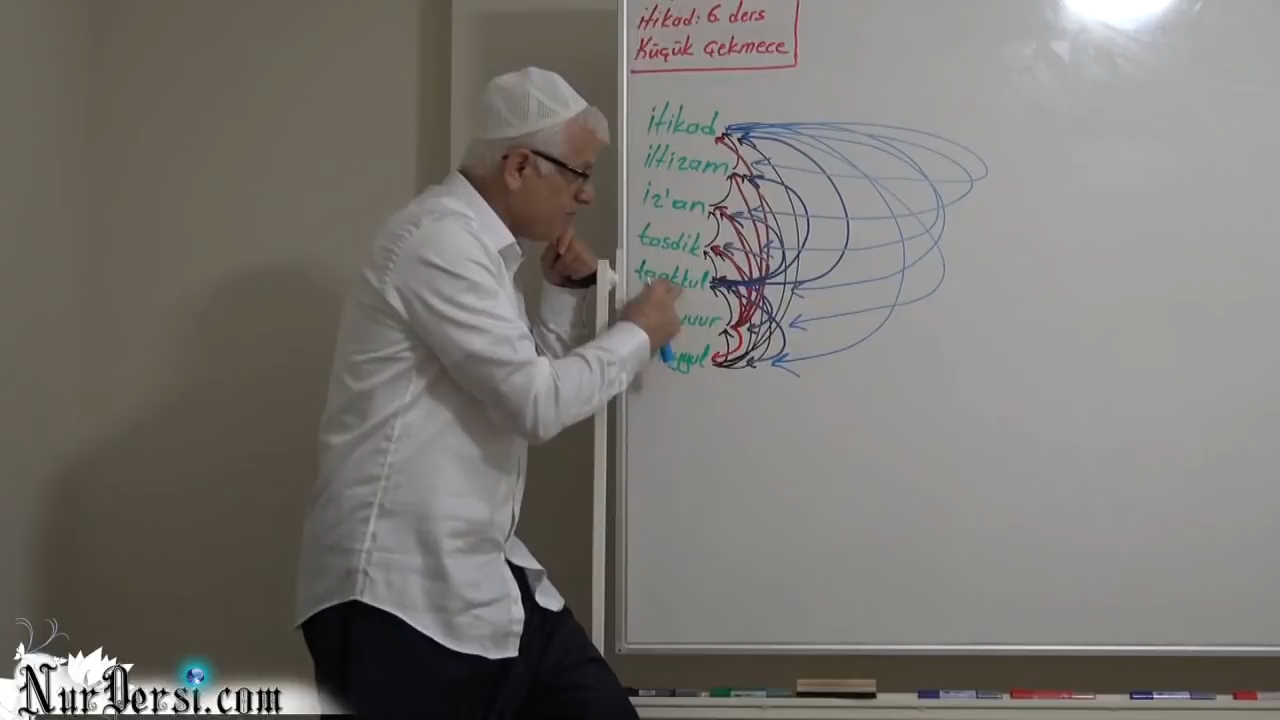 itikad: 6. ders
Küçük Çekmece
itikad
iltizam
iz'an
tasdik
NurDersi.com